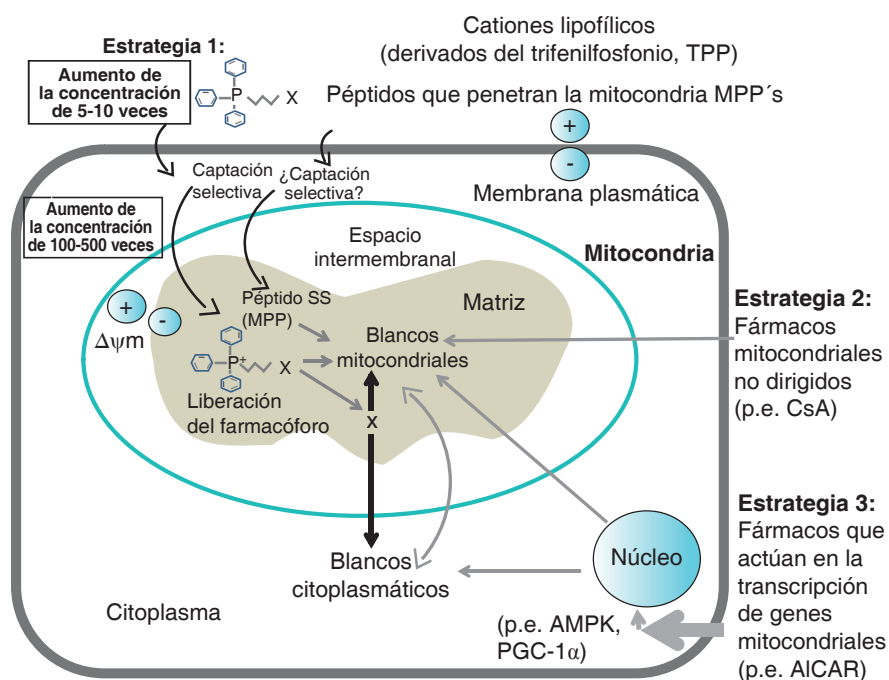 Estrategia 1:
Aumento de
la concentración
de 5-10 veces
P
X
Cationes lipofílicos
(derivados del trifenilfosfonio, TPP)
Péptidos que penetran la mitocondria MPP´s
+
-
Membrana plasmática
Captación
selectiva
¿Captación
selectiva?
Aumento de
la concentración
de 100-500 veces
Espacio
intermembranal
Mitocondria
Matriz
+
-
Δψm
Péptido SS
(MPP)
Blancos
mitocondriales
P+
X
Liberación
del farmacóforo
x
Estrategia 2:
Fármacos
mitocondriales
no dirigidos
(p.e. CsA)
Blancos
citoplasmáticos
Citoplasma
Núcleo
(p.e. AMPK,
PGC-1α)
Estrategia 3:
Fármacos que
actúan en la
transcripción
de genes
mitocondriales
(p.e. AICAR)